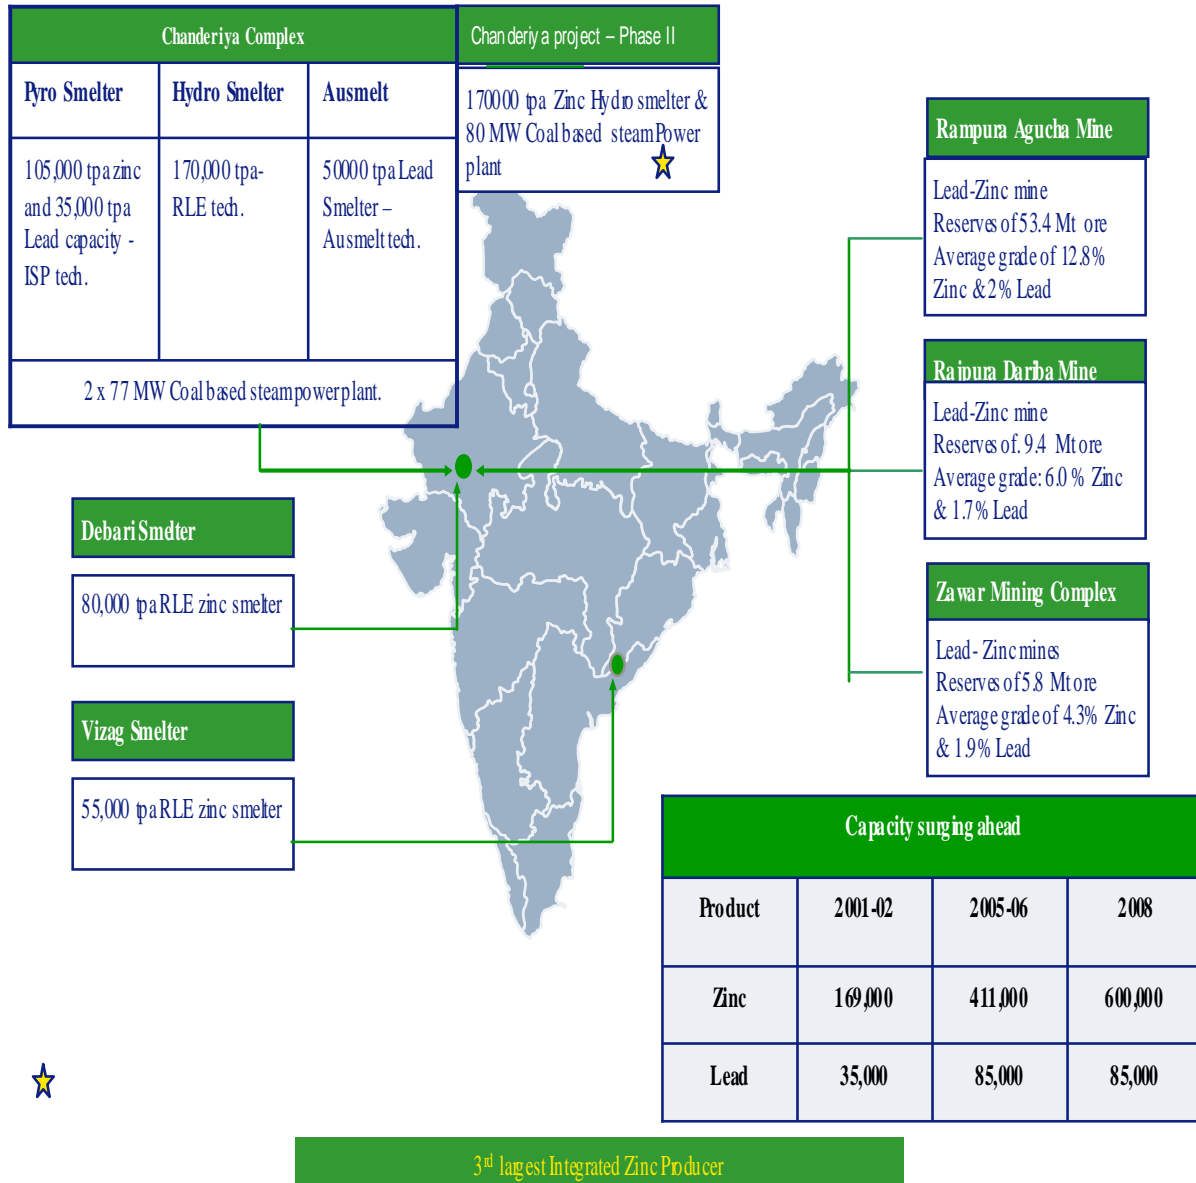 Chanderiya Complex
Pyro Smelter
Hydro Smelter
Ausmelt
105,000 tpa zinc
and 35,000 tpa
Lead capacity -
ISP tech.
170,000 tpa-
RLE tech.
50000 tpa Lead
Smelter –
Ausmelt tech.
2 x 77 MW Coal based steam power plant.
Chanderiya project – Phase II
170000 tpa Zinc Hydro smelter &
80 MW Coal based steam Power
plant
Rampura Agucha Mine
Lead-Zinc mine
Reserves of 53.4 Mt ore
Average grade of 12.8%
Zinc & 2% Lead
Rajpura Dariba Mine
Lead-Zinc mine
Reserves of. 9.4 Mt ore
Average grade: 6.0 % Zinc
& 1.7% Lead
Debari Smelter
80,000 tpa RLE zinc smelter
Zawar Mining Complex
Lead- Zinc mines
Reserves of 5.8 Mt ore
Average grade of 4.3% Zinc
& 1.9% Lead
Vizag Smelter
55,000 tpa RLE zinc smelter
Capacity surging ahead
Product 2001-02 2005-06 2008
Zinc 169,000 411,000 600,000
Lead 35,000 85,000 85,000
3rd largest Integrated Zinc Producer